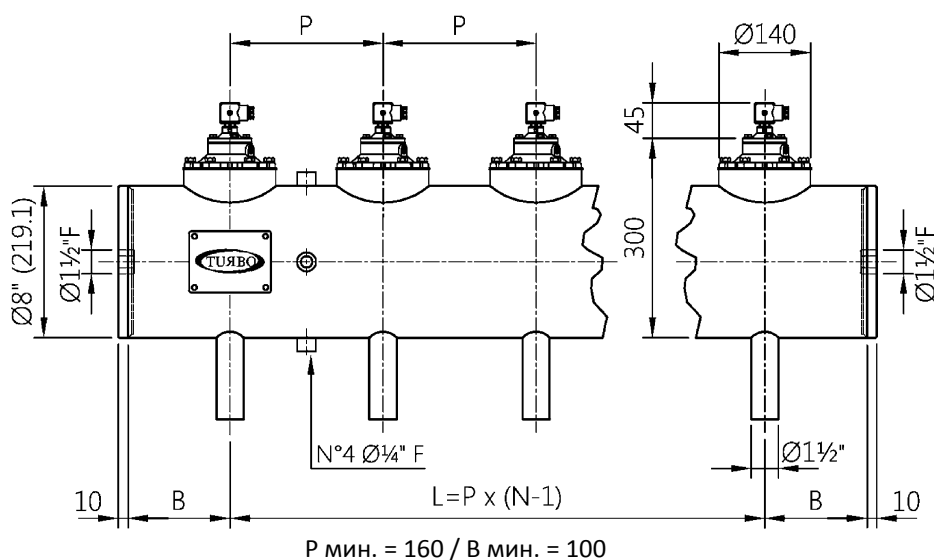 P
P
Ø140
45
300
Ø8" (219.1)
Ø1½"F
TURBO
Ø1½"F
N°4 Ø¼" F
Ø1½"
10
B
L=P x (N-1)
B
10
P мин. = 160 / B мин. = 100